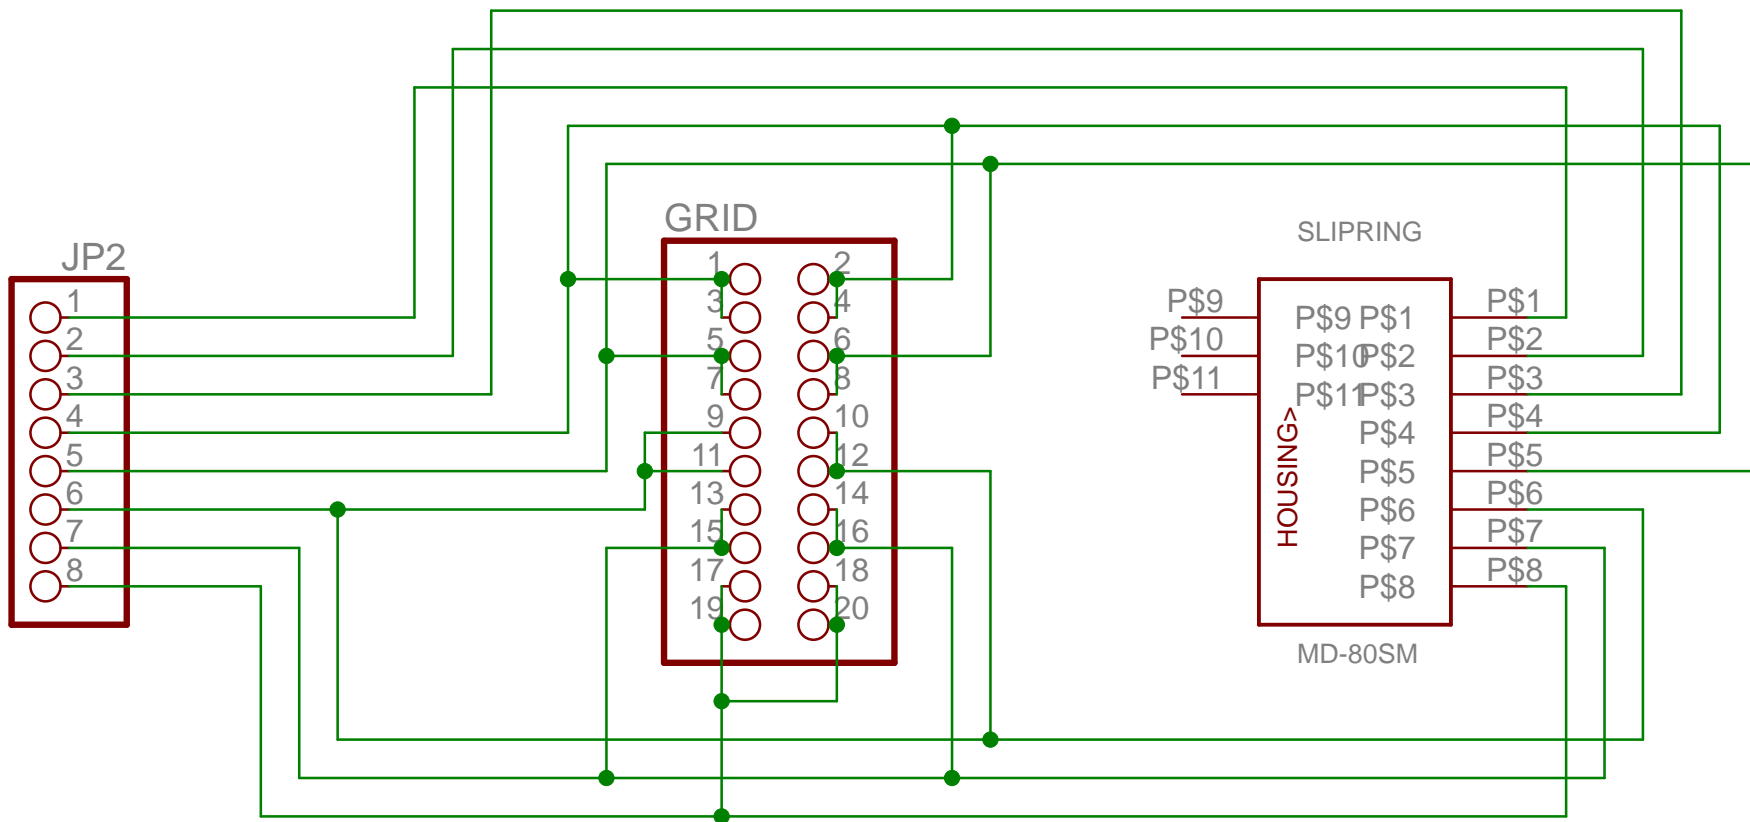 JP2
1
2
3
4
5
6
7
8
GRID
1 2
3 4
5 6
7 8
9 10
11 12
13 14
15 16
17 18
19 20
SLIPRING
P$9 P$9 P$1 P$1
P$10 P$10 P$2 P$2
P$11 P$11 P$3 P$3
P$4 P$4
P$5 P$5
P$6 P$6
P$7 P$7
P$8 P$8
HOUSING>
MD-80SM